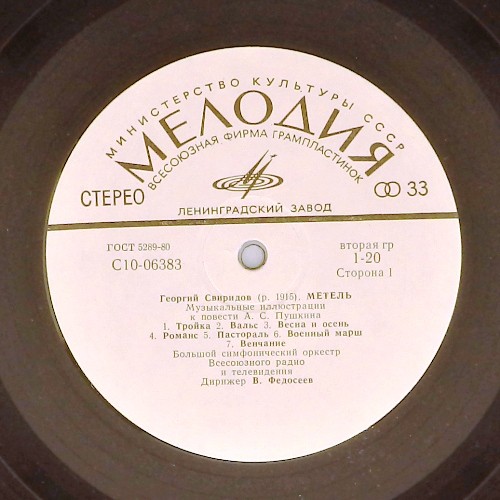 МИНИСТЕРСТВО КУЛЬТУРЫ СССР
МЕЛОДИЯ
ВСЕСОЮЗНАЯ ФИРМА ГРАМПЛАСТИНОК
СТЕРЕО
33
ЛЕНИНГРАДСКИЙ ЗАВОД
ГОСТ 5289-80
С10-06383
вторая гр
1-20
Сторона 1
Георгий Свиридов (р. 1915), МЕТЕЛЬ
Музыкальные иллюстрации
к повести А. С. Пушкина
1. Тройка 2. Вальс 3. Весна и осень
4. Романс 5. Пастораль 6. Военный марш
7. Венчание
Большой симфонический оркестр
Всесоюзного радио
и телевидения
Дирижер В. Федосеев